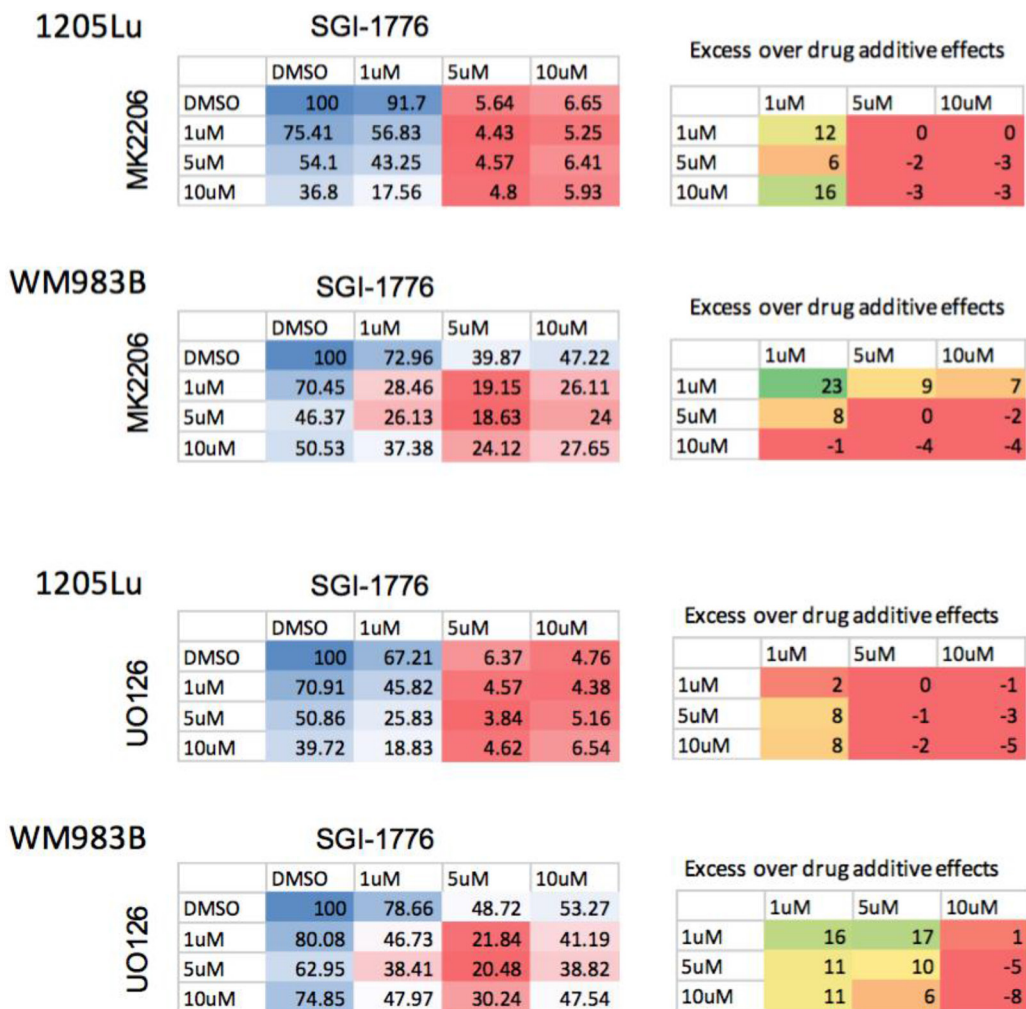 1205Lu SGI-1776
Excess over drug additive effects
MK2206
DMSO 1uM 5uM 10uM
DMSO 100 91.7 5.64 6.65
1uM 75.41 56.83 4.43 5.25
5uM 54.1 43.25 4.57 6.41
10uM 36.8 17.56 4.8 5.93
1uM 5uM 10uM
1uM 12 0 0
5uM 6 -2 -3
10uM 16 -3 -3
WM983B SGI-1776
Excess over drug additive effects
MK2206
DMSO 1uM 5uM 10uM
DMSO 100 72.96 39.87 47.22
1uM 70.45 28.46 19.15 26.11
5uM 46.37 26.13 18.63 24
10uM 50.53 37.38 24.12 27.65
1uM 5uM 10uM
1uM 23 9 7
5uM 8 0 -2
10uM -1 -4 -4
1205Lu SGI-1776
Excess over drug additive effects
UO126
DMSO 1uM 5uM 10uM
DMSO 100 67.21 6.37 4.76
1uM 70.91 45.82 4.57 4.38
5uM 50.86 25.83 3.84 5.16
10uM 39.72 18.83 4.62 6.54
1uM 5uM 10uM
1uM 2 0 -1
5uM 8 -1 -3
10uM 8 -2 -5
WM983B SGI-1776
Excess over drug additive effects
UO126
DMSO 1uM 5uM 10uM
DMSO 100 78.66 48.72 53.27
1uM 80.08 46.73 21.84 41.19
5uM 62.95 38.41 20.48 38.82
10uM 74.85 47.97 30.24 47.54
1uM 5uM 10uM
1uM 16 17 1
5uM 11 10 -5
10uM 11 6 -8